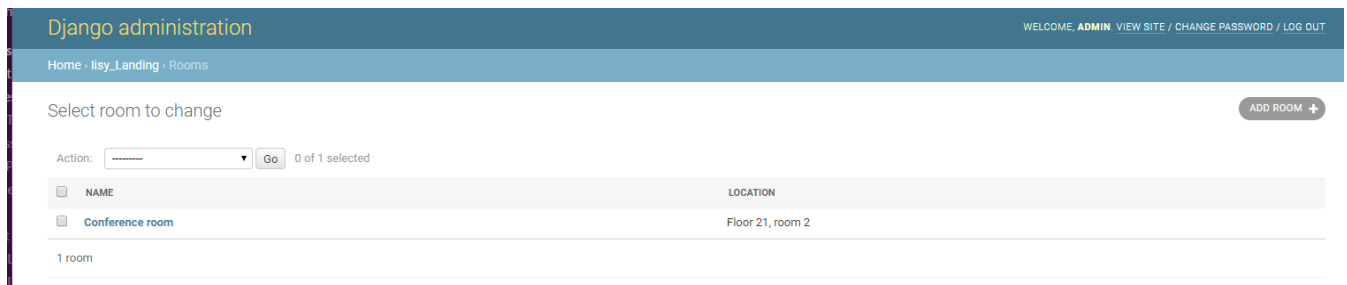 Django administration
WELCOME, ADMIN. VIEW SITE / CHANGE PASSWORD / LOG OUT
Home › Iisy_Landing › Rooms
Select room to change
ADD ROOM +
Action: --------- Go 0 of 1 selected
NAME LOCATION
Conference room Floor 21, room 2
1 room